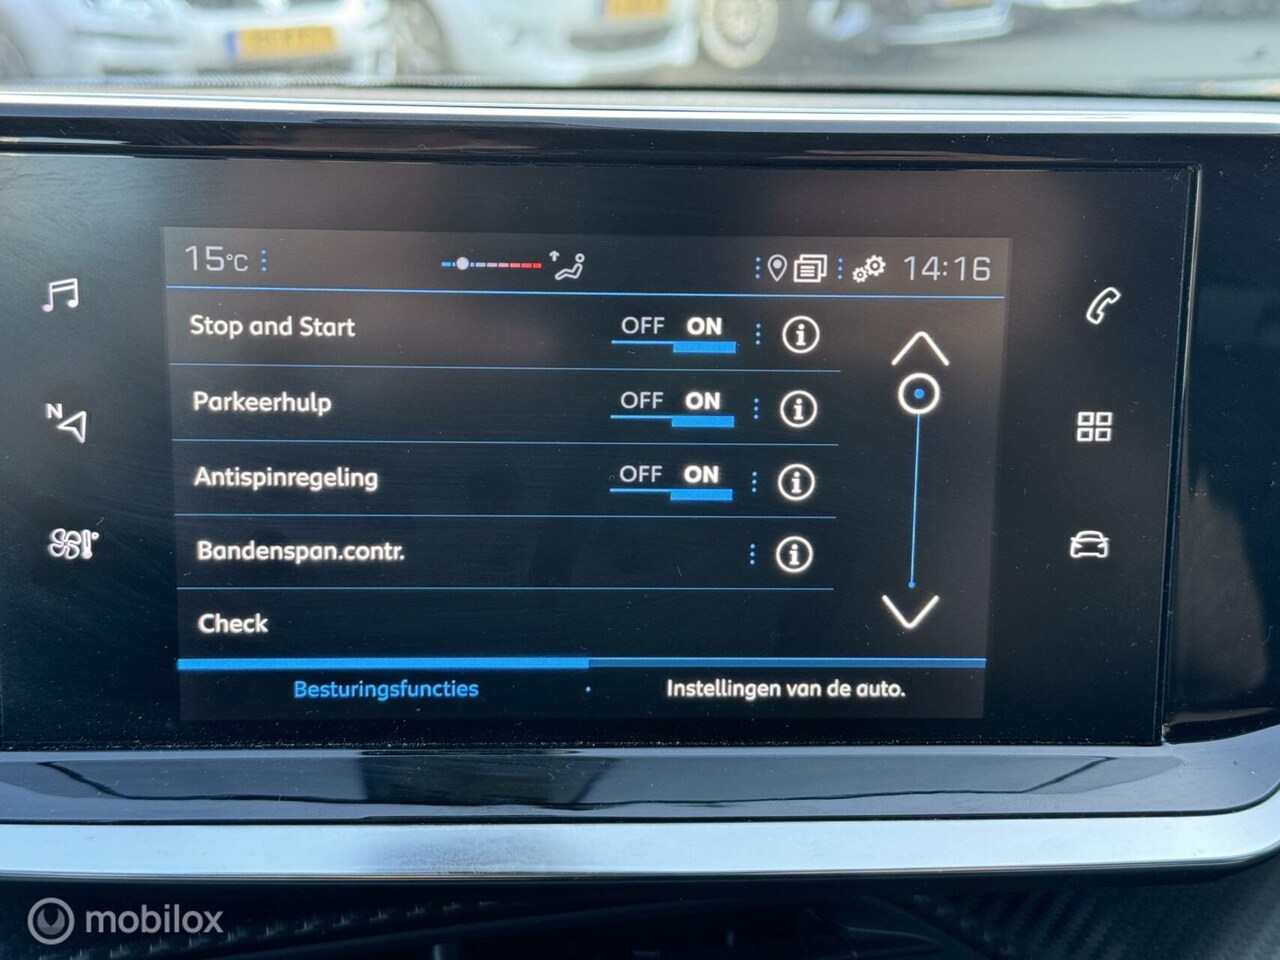 15°C 14:16
N
Stop and Start OFF ON
Parkeerhulp OFF ON
Antispinregeling OFF ON
Bandenspan.contr.
Check
Besturingsfuncties Instellingen van de auto.
mobilox